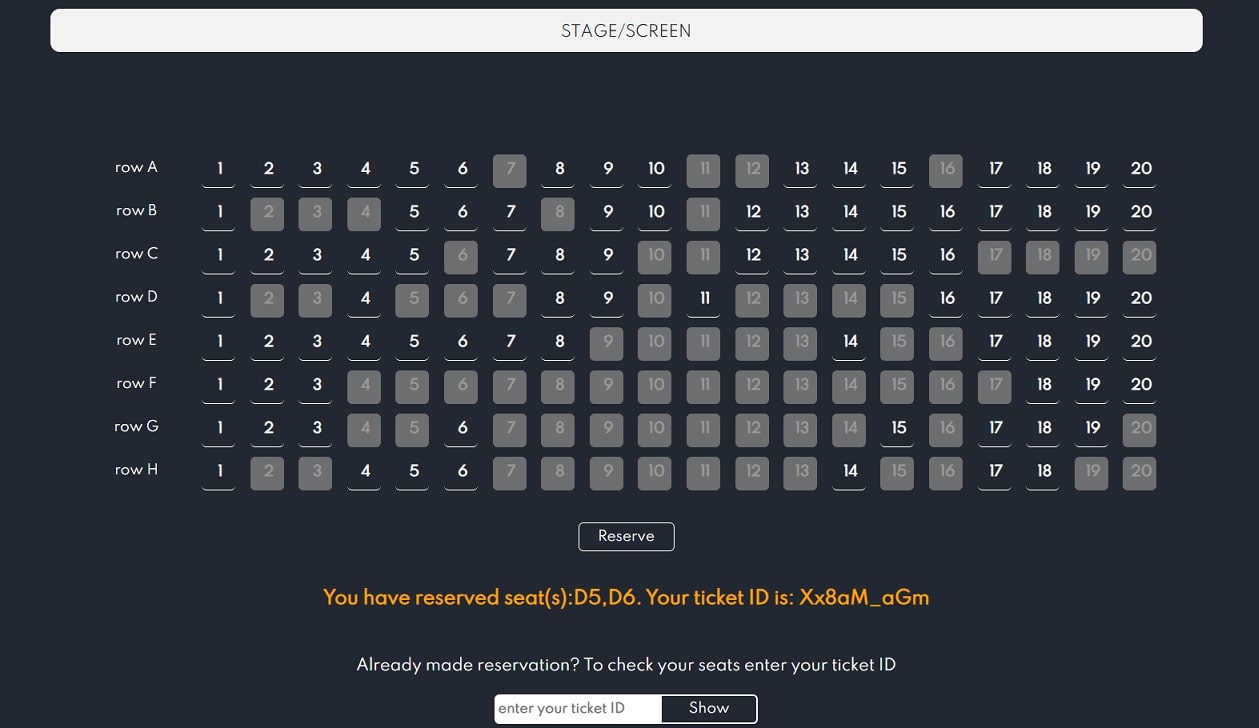 STAGE/SCREEN
row A 1 2 3 4 5 6 7 8 9 10 11 12 13 14 15 16 17 18 19 20
row B 1 2 3 4 5 6 7 8 9 10 11 12 13 14 15 16 17 18 19 20
row C 1 2 3 4 5 6 7 8 9 10 11 12 13 14 15 16 17 18 19 20
row D 1 2 3 4 5 6 7 8 9 10 11 12 13 14 15 16 17 18 19 20
row E 1 2 3 4 5 6 7 8 9 10 11 12 13 14 15 16 17 18 19 20
row F 1 2 3 4 5 6 7 8 9 10 11 12 13 14 15 16 17 18 19 20
row G 1 2 3 4 5 6 7 8 9 10 11 12 13 14 15 16 17 18 19 20
row H 1 2 3 4 5 6 7 8 9 10 11 12 13 14 15 16 17 18 19 20
Reserve
You have reserved seat(s):D5,D6. Your ticket ID is: Xx8aM_aGm
Already made reservation? To check your seats enter your ticket ID
enter your ticket ID Show